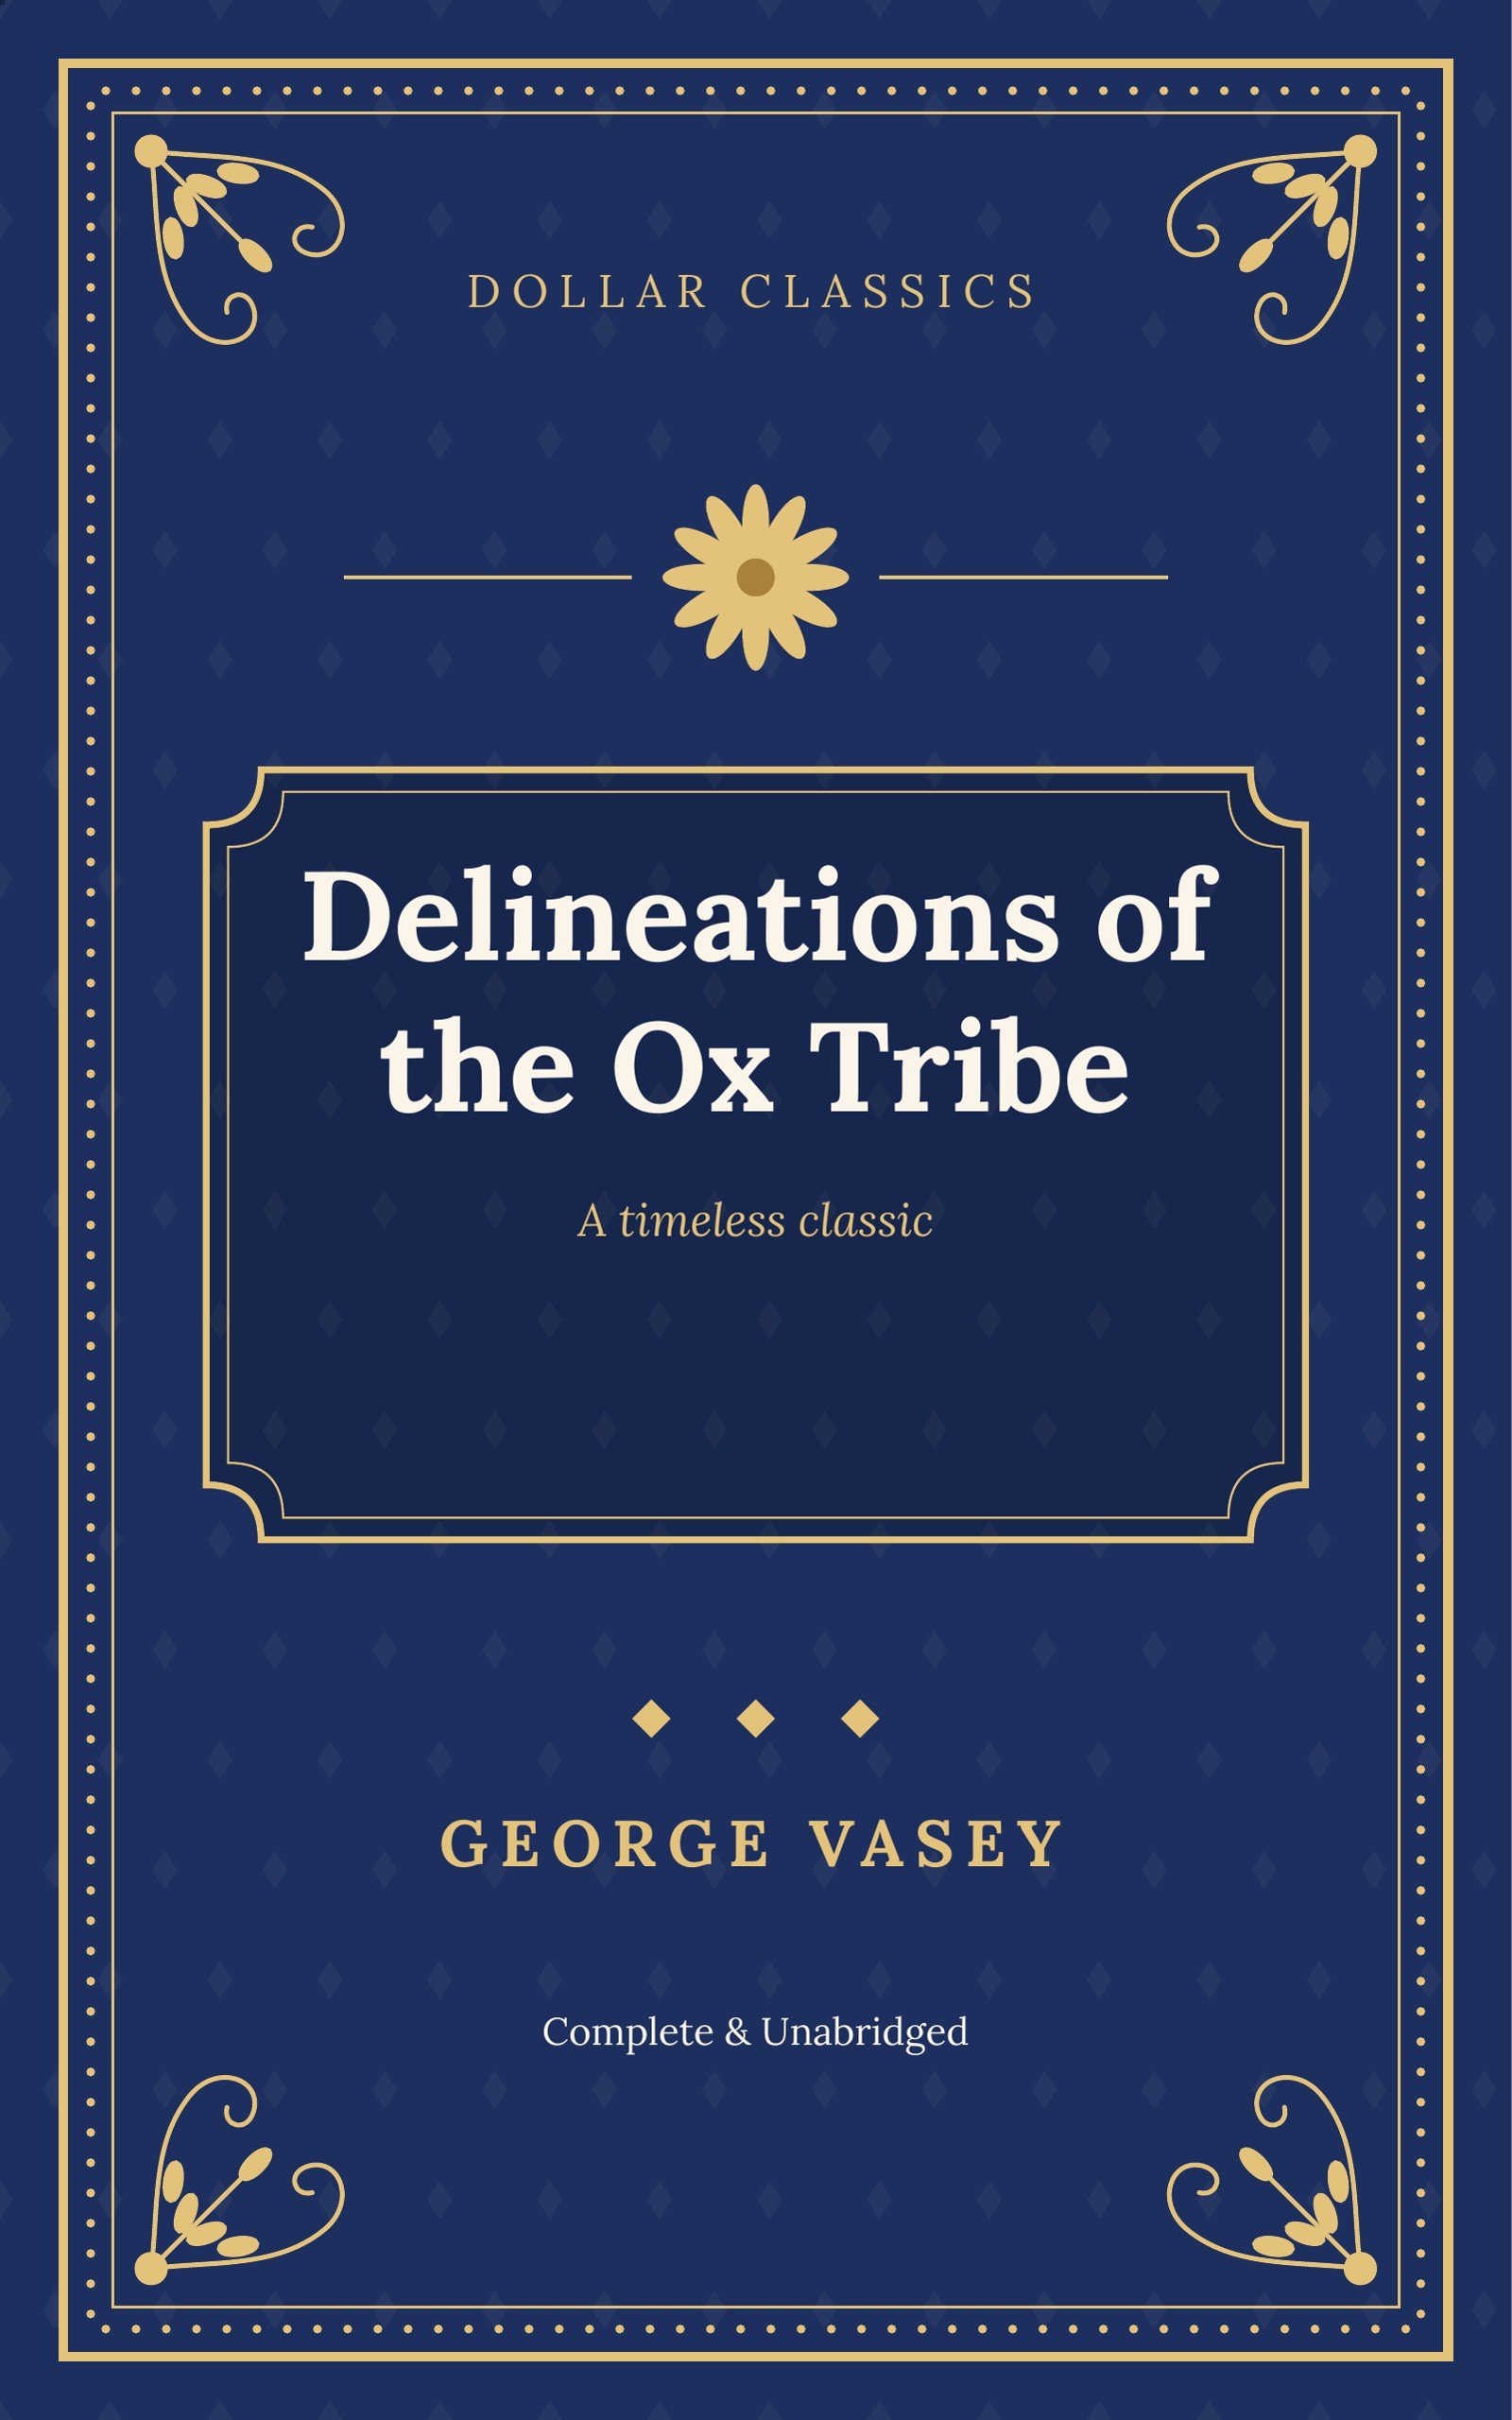 DOLLAR CLASSICS
Delineations of
the Ox Tribe
A timeless classic
GEORGE VASEY
Complete & Unabridged